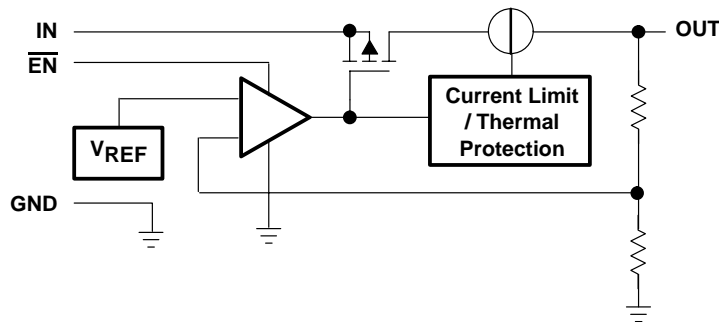 IN
OUT
EN
Current Limit
/ Thermal
Protection
VREF
GND